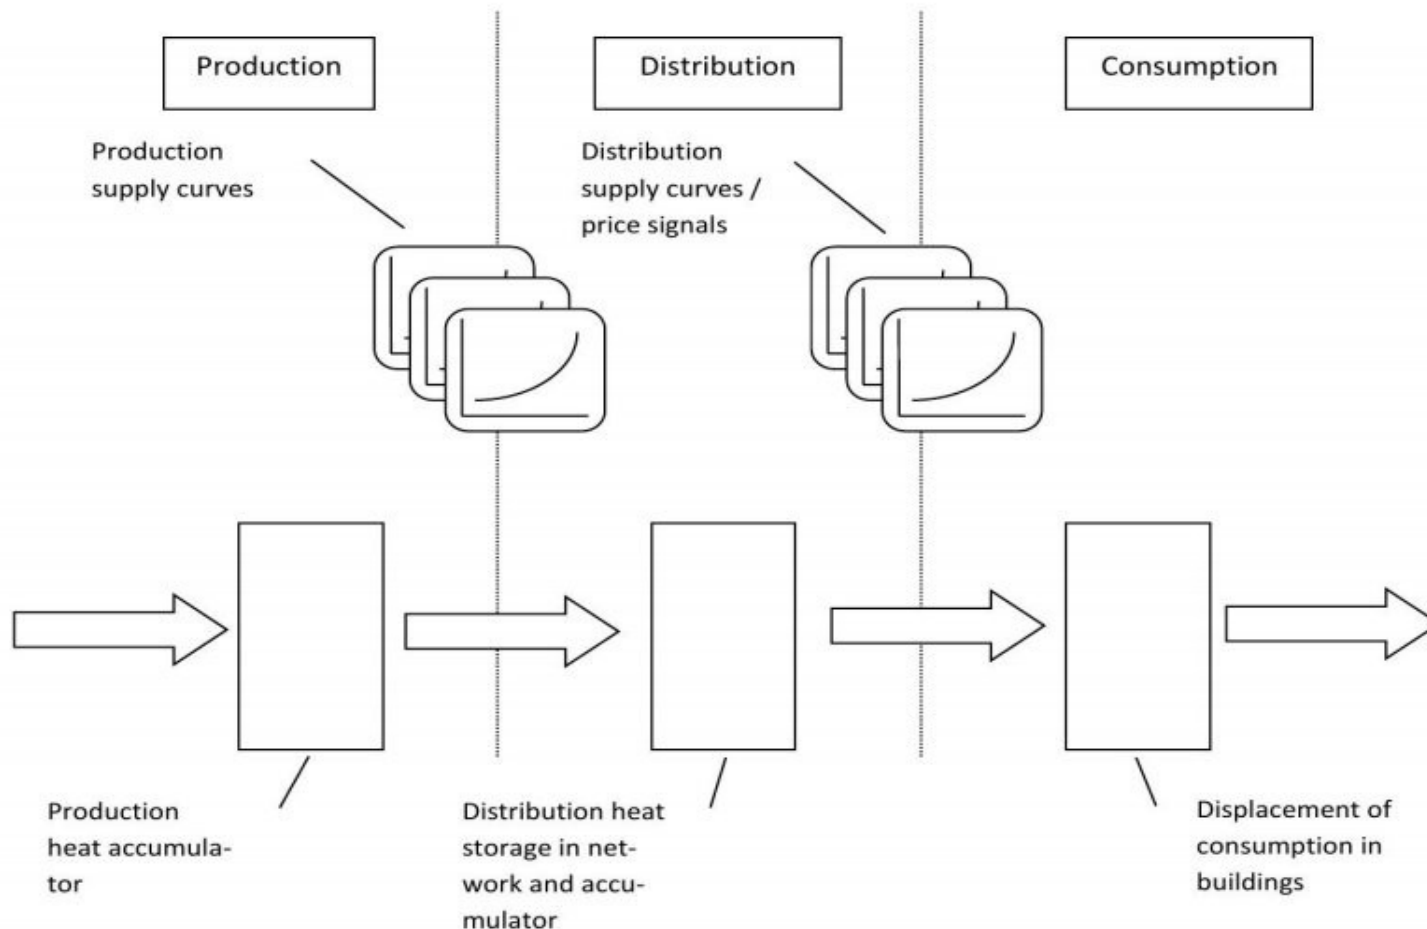 Production
Distribution
Consumption
Production
supply curves
Distribution
supply curves /
price signals
Production
heat accumula-
tor
Distribution heat
storage in net-
work and accu-
mulator
Displacement of
consumption in
buildings